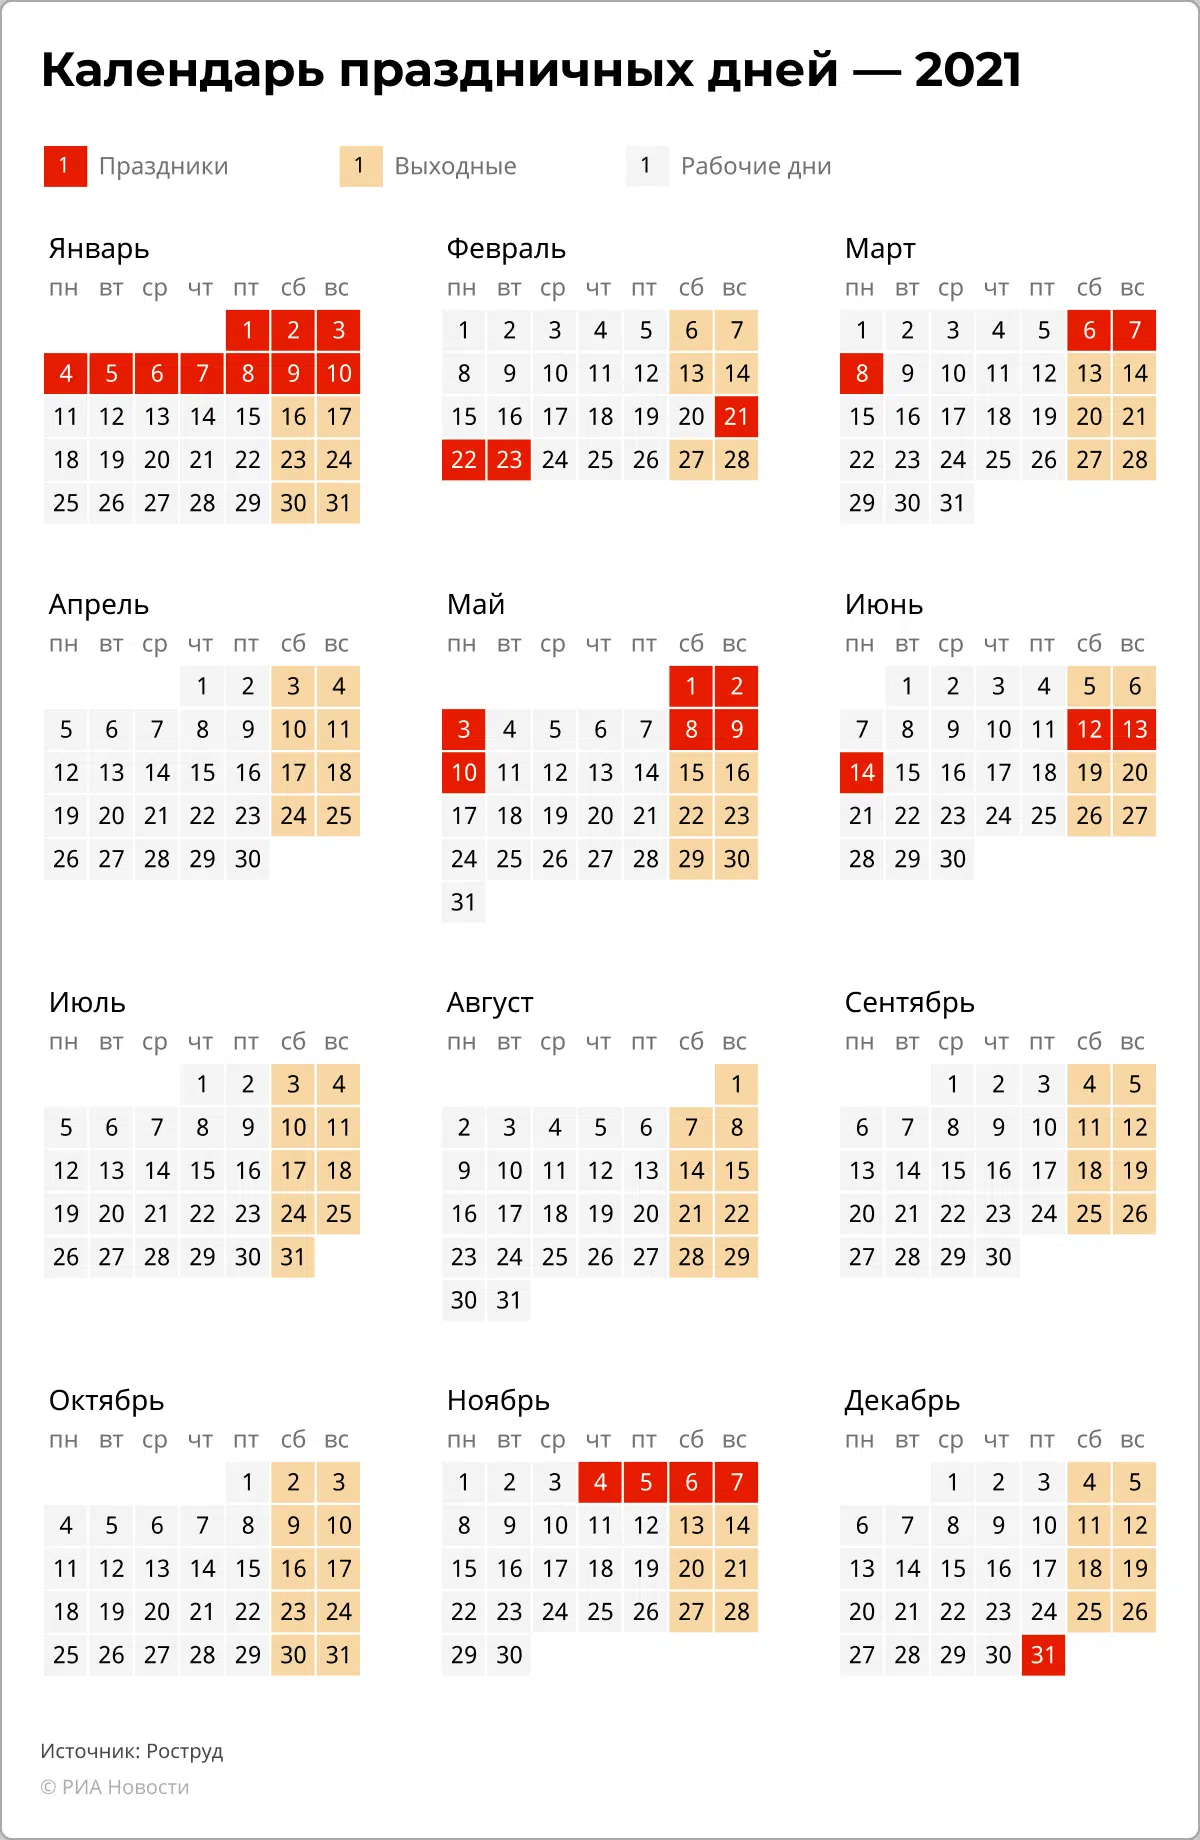 Календарь праздничных дней — 2021
1 Праздники 1 Выходные 1 Рабочие дни
Январь
пн вт ср чт пт сб вс
1 2 3
4 5 6 7 8 9 10
11 12 13 14 15 16 17
18 19 20 21 22 23 24
25 26 27 28 29 30 31
Февраль
пн вт ср чт пт сб вс
1 2 3 4 5 6 7
8 9 10 11 12 13 14
15 16 17 18 19 20 21
22 23 24 25 26 27 28
Март
пн вт ср чт пт сб вс
1 2 3 4 5 6 7
8 9 10 11 12 13 14
15 16 17 18 19 20 21
22 23 24 25 26 27 28
29 30 31
Апрель
пн вт ср чт пт сб вс
1 2 3 4
5 6 7 8 9 10 11
12 13 14 15 16 17 18
19 20 21 22 23 24 25
26 27 28 29 30
Май
пн вт ср чт пт сб вс
1 2
3 4 5 6 7 8 9
10 11 12 13 14 15 16
17 18 19 20 21 22 23
24 25 26 27 28 29 30
31
Июнь
пн вт ср чт пт сб вс
1 2 3 4 5 6
7 8 9 10 11 12 13
14 15 16 17 18 19 20
21 22 23 24 25 26 27
28 29 30
Июль
пн вт ср чт пт сб вс
1 2 3 4
5 6 7 8 9 10 11
12 13 14 15 16 17 18
19 20 21 22 23 24 25
26 27 28 29 30 31
Август
пн вт ср чт пт сб вс
1
2 3 4 5 6 7 8
9 10 11 12 13 14 15
16 17 18 19 20 21 22
23 24 25 26 27 28 29
30 31
Сентябрь
пн вт ср чт пт сб вс
1 2 3 4 5
6 7 8 9 10 11 12
13 14 15 16 17 18 19
20 21 22 23 24 25 26
27 28 29 30
Октябрь
пн вт ср чт пт сб вс
1 2 3
4 5 6 7 8 9 10
11 12 13 14 15 16 17
18 19 20 21 22 23 24
25 26 27 28 29 30 31
Ноябрь
пн вт ср чт пт сб вс
1 2 3 4 5 6 7
8 9 10 11 12 13 14
15 16 17 18 19 20 21
22 23 24 25 26 27 28
29 30
Декабрь
пн вт ср чт пт сб вс
1 2 3 4 5
6 7 8 9 10 11 12
13 14 15 16 17 18 19
20 21 22 23 24 25 26
27 28 29 30 31
Источник: Роструд
© РИА Новости